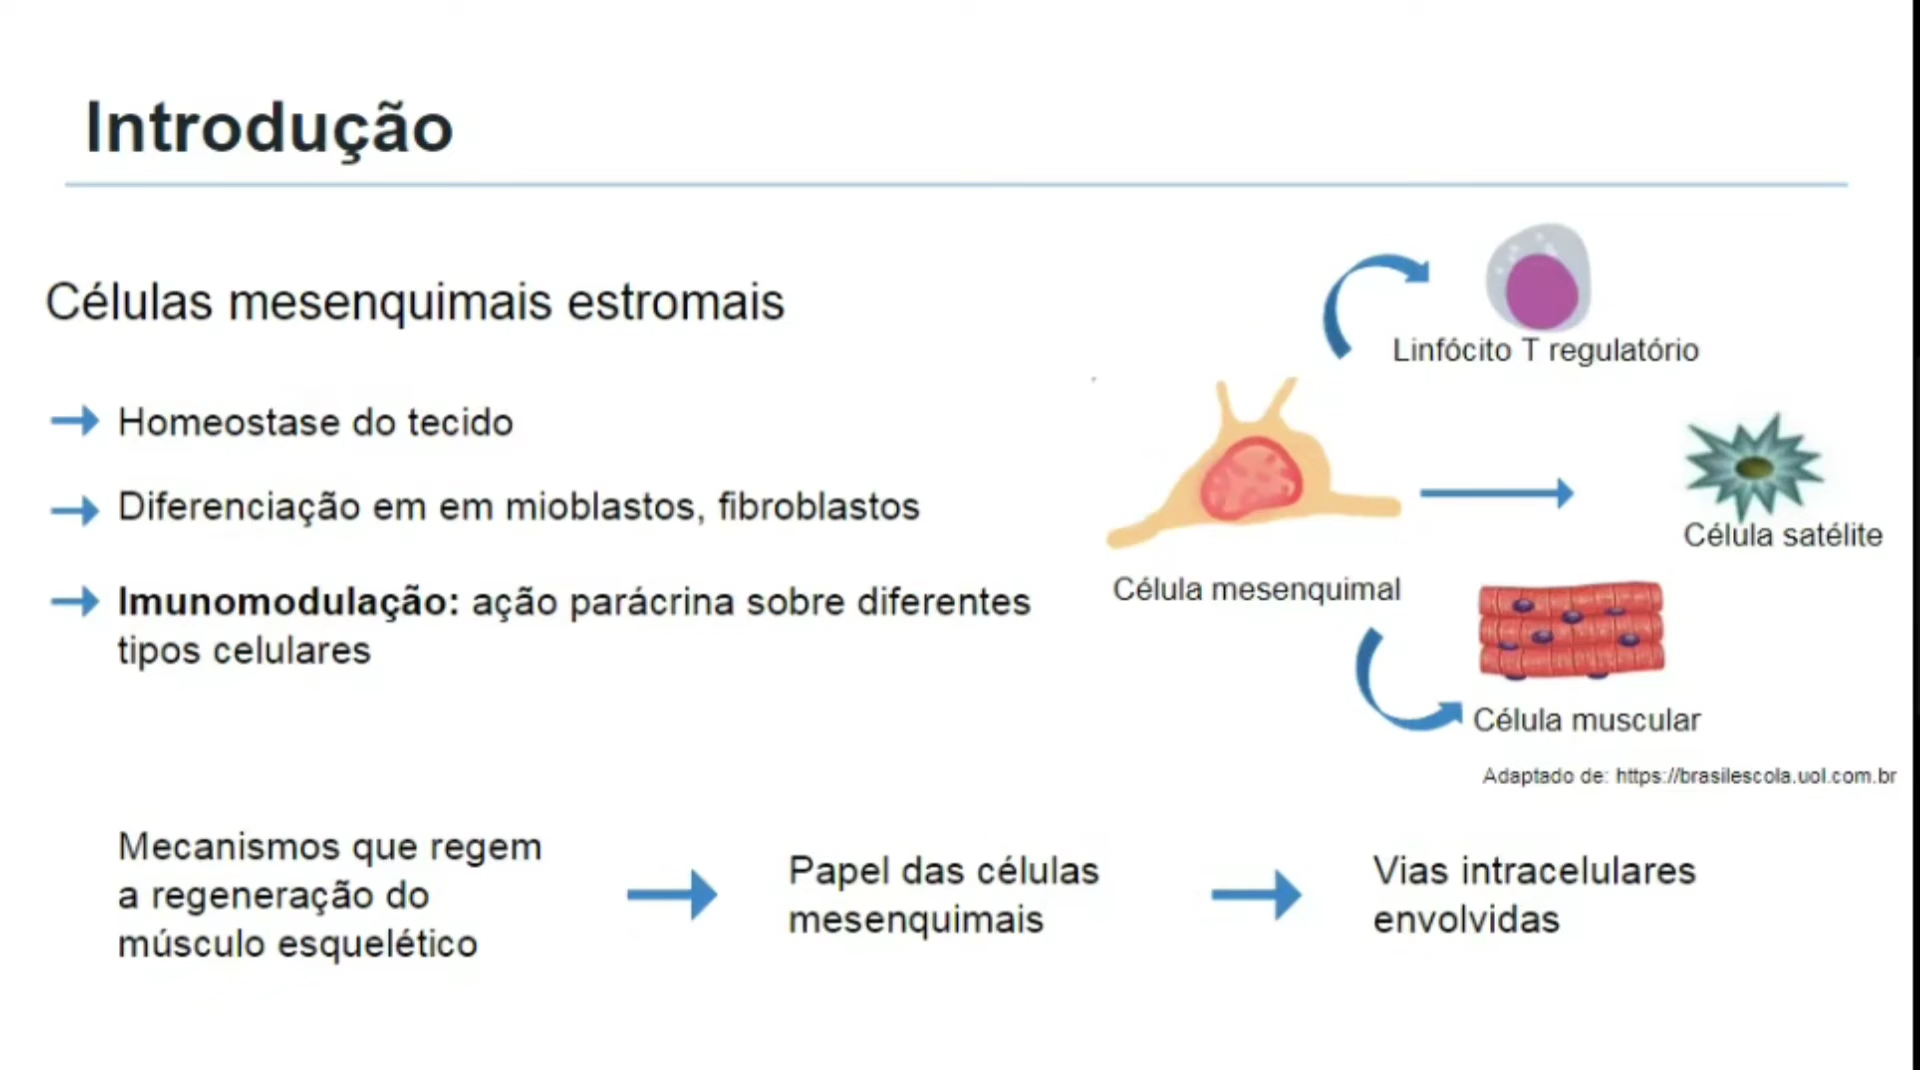 Introdução
Células mesenquimais estromais
Homeostase do tecido
Diferenciação em em mioblastos, fibroblastos
Imunomodulação: ação parácrina sobre diferentes
tipos celulares
Linfócito T regulatório
Célula satélite
Célula mesenquimal
Célula muscular
Adaptado de: https://brasilescola.uol.com.br
Mecanismos que regem
a regeneração do
músculo esquelético
Papel das células
mesenquimais
Vias intracelulares
envolvidas